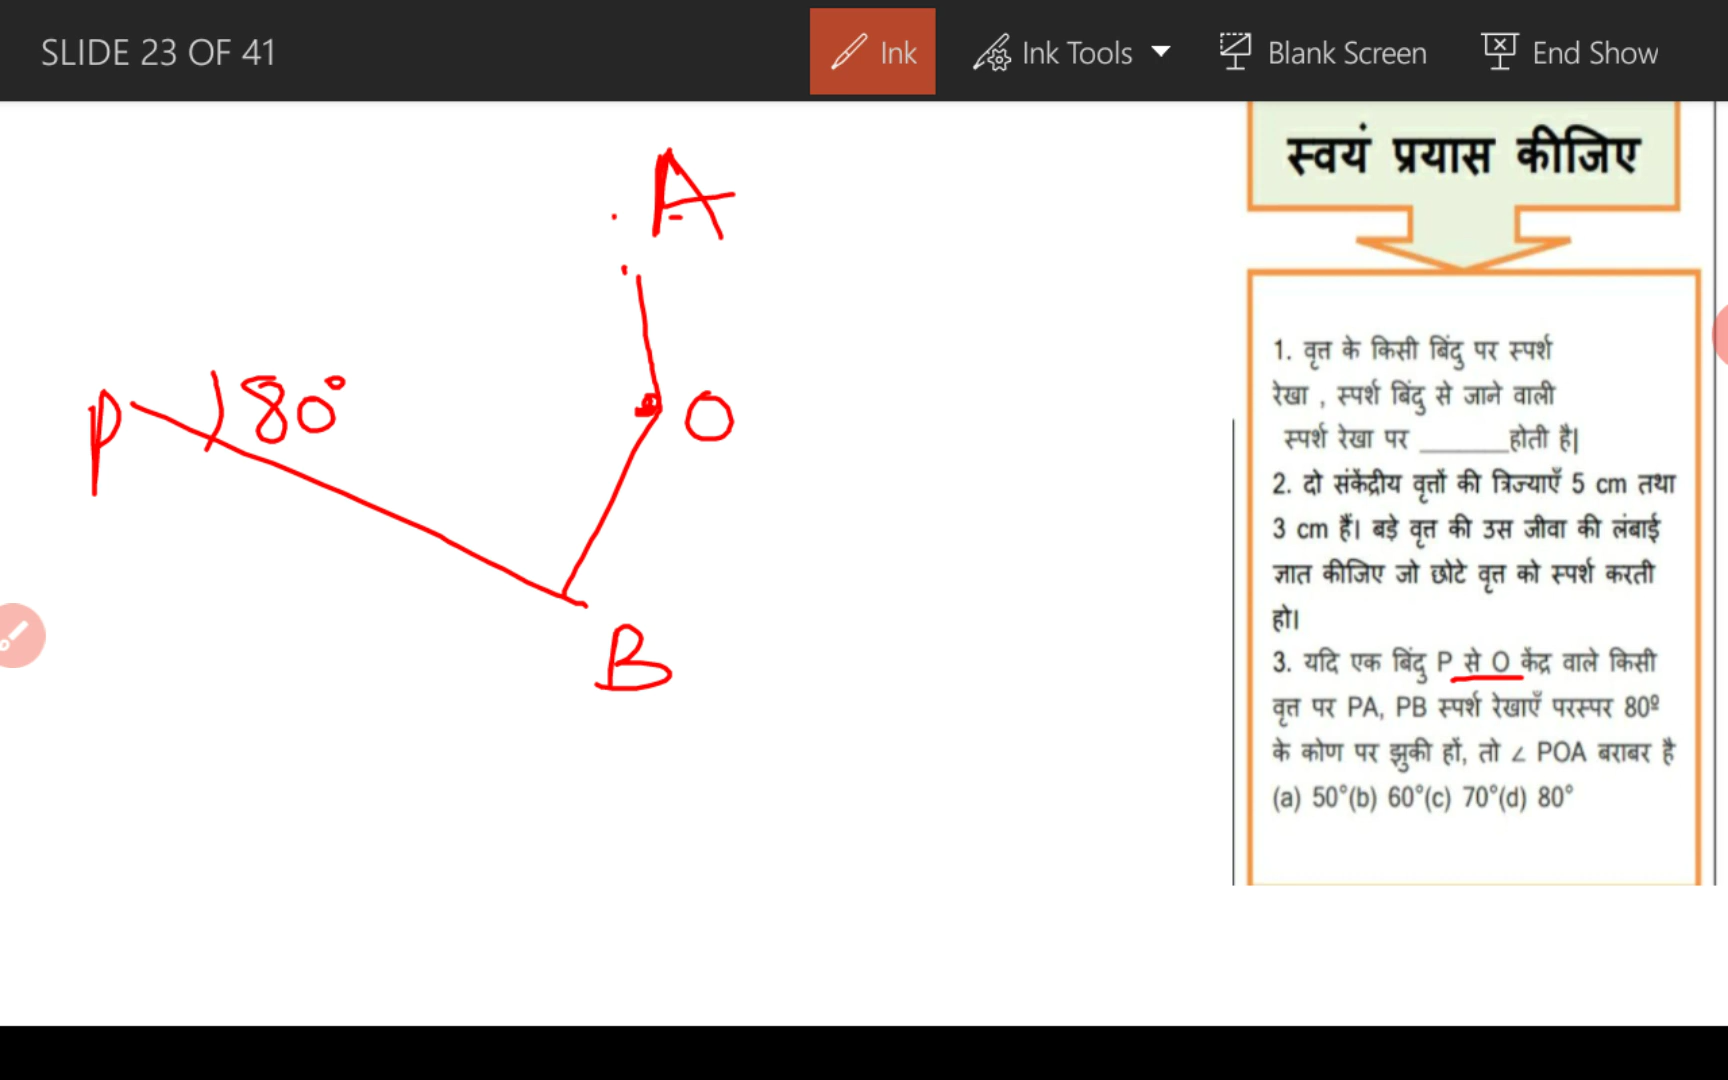 SLIDE 23 OF 41
Ink
Ink Tools
Blank Screen
End Show
A
P
80°
O
B
स्वयं प्रयास कीजिए
1. वृत्त के किसी बिंदु पर स्पर्श
रेखा , स्पर्श बिंदु से जाने वाली
स्पर्श रेखा पर ______होती है|
2. दो संकेंद्रीय वृत्तों की त्रिज्याएँ 5 cm तथा
3 cm हैं। बड़े वृत्त की उस जीवा की लंबाई
ज्ञात कीजिए जो छोटे वृत्त को स्पर्श करती
हो।
3. यदि एक बिंदु P से O केंद्र वाले किसी
वृत्त पर PA, PB स्पर्श रेखाएँ परस्पर 80º
के कोण पर झुकी हों, तो ∠ POA बराबर है
(a) 50°(b) 60°(c) 70°(d) 80°